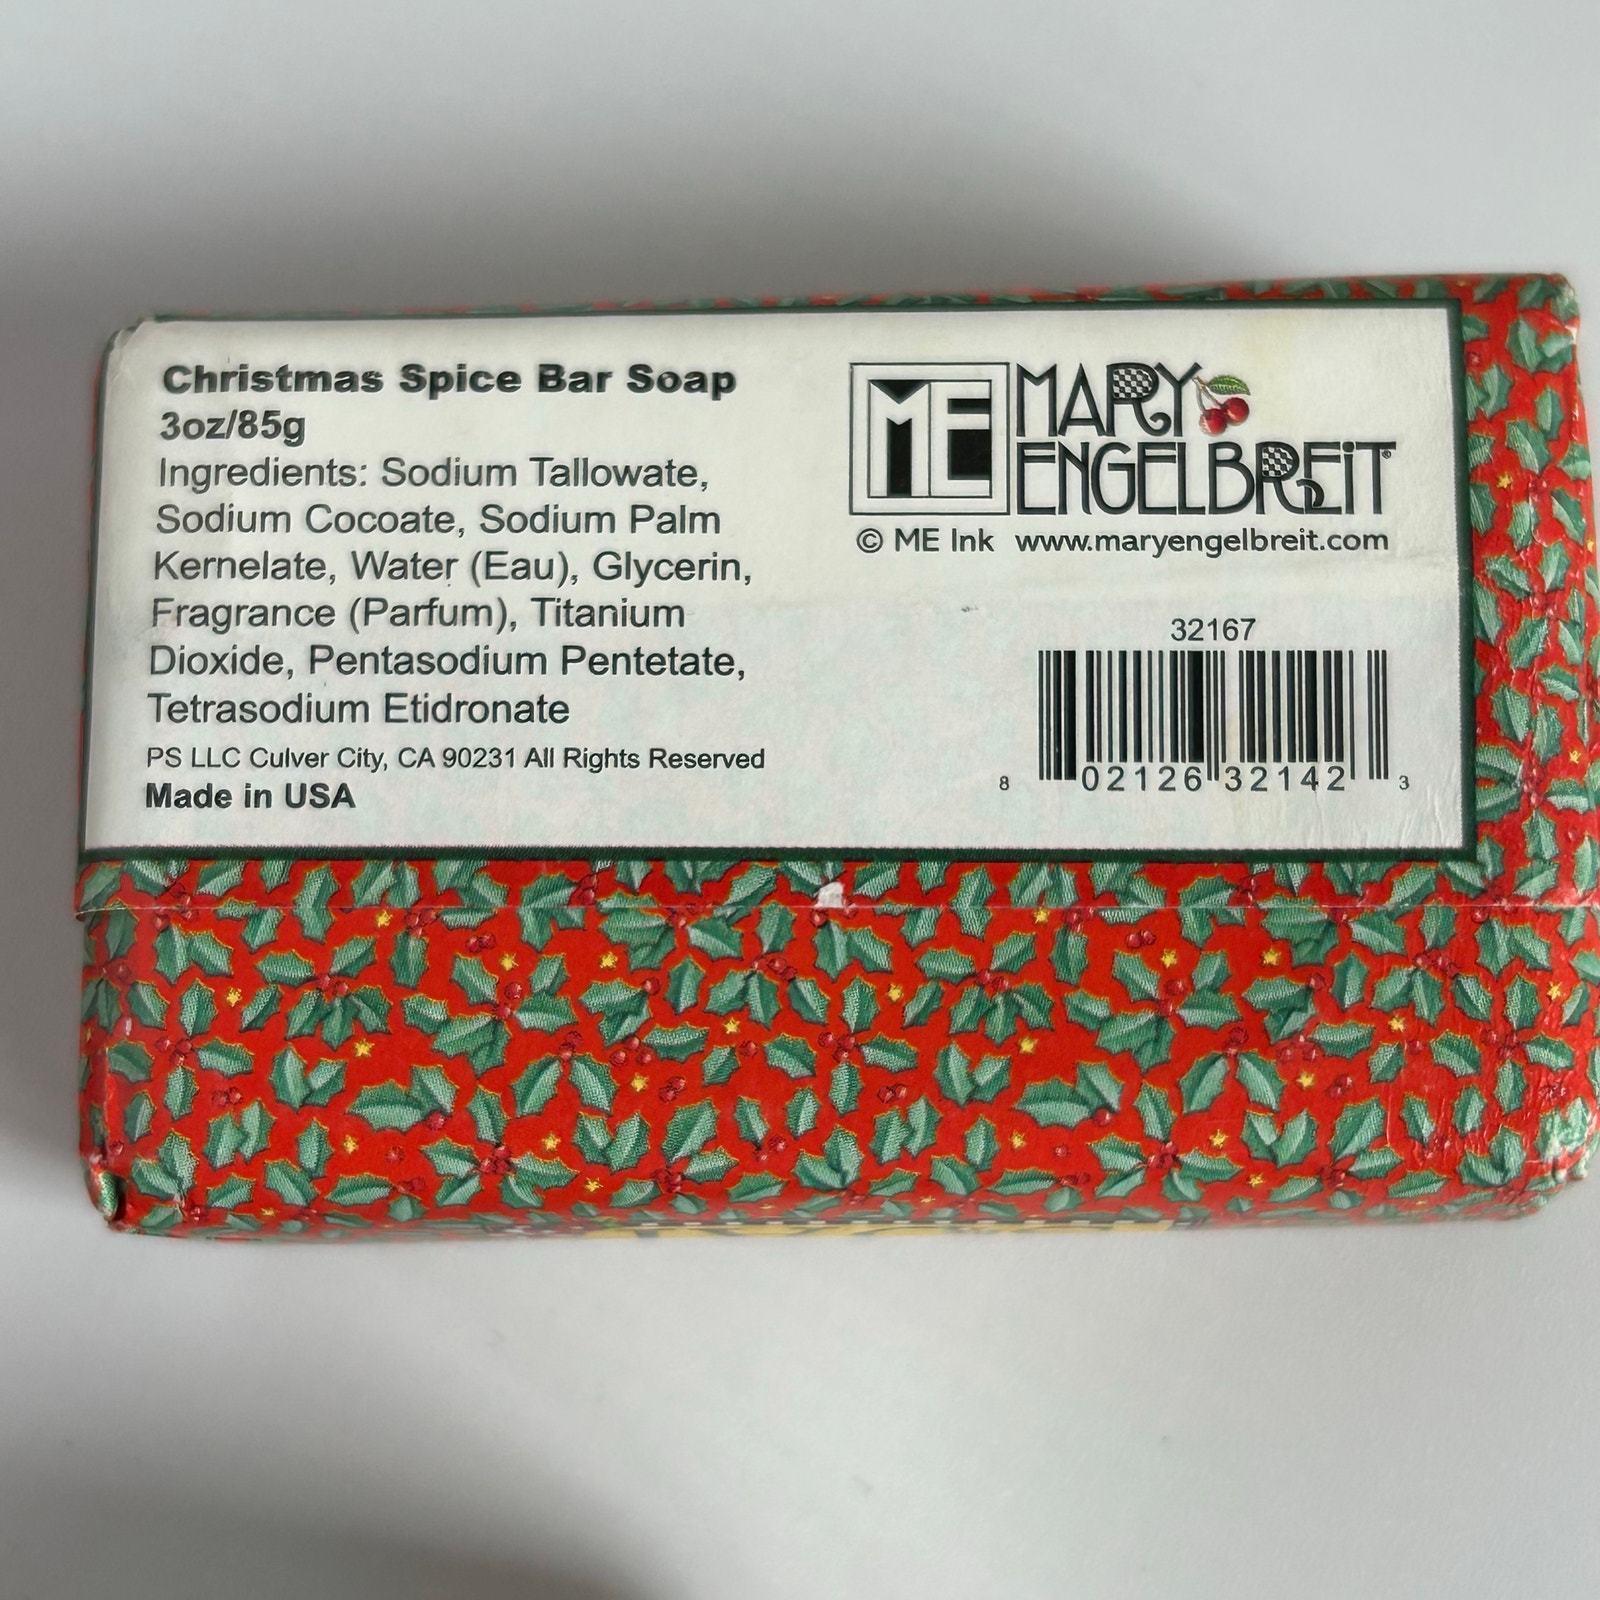 Christmas Spice Bar Soap
3oz/85g
Ingredients: Sodium Tallowate,
Sodium Cocoate, Sodium Palm
Kernelate, Water (Eau), Glycerin,
Fragrance (Parfum), Titanium
Dioxide, Pentasodium Pentetate,
Tetrasodium Etidronate
PS LLC Culver City, CA 90231 All Rights Reserved
Made in USA
ME
MARY
ENGELBREIT®
© ME Ink www.maryengelbreit.com
32167
8 02126 32142 3